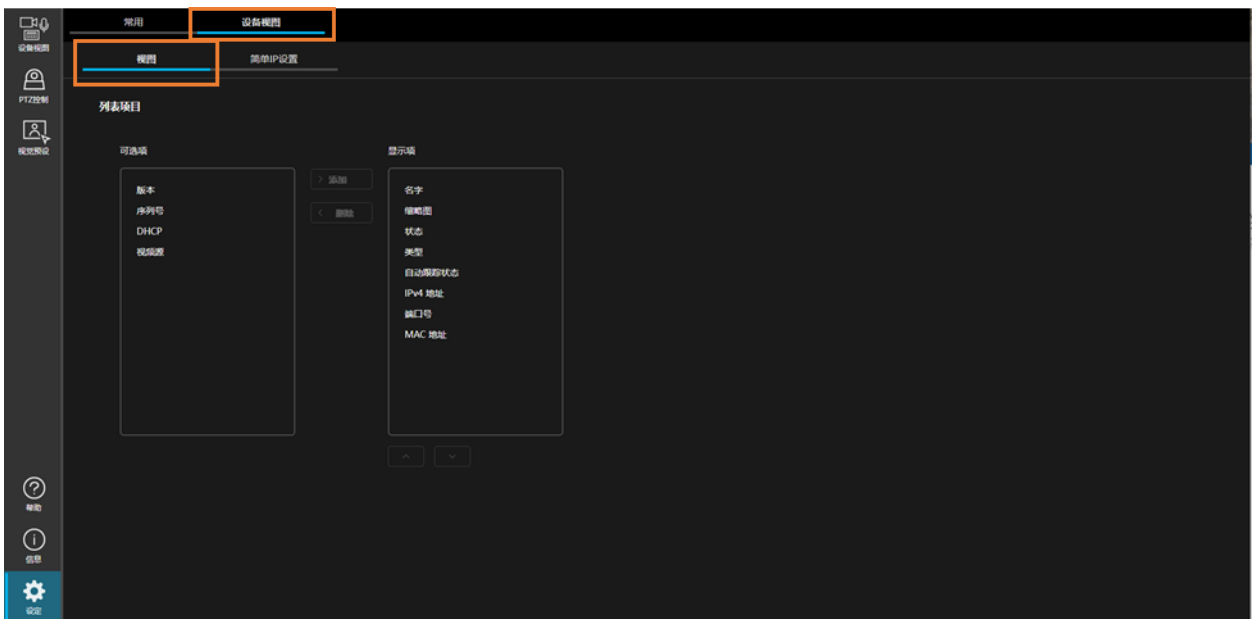 常用
设备视图
视图
简单IP设置
设备视图
PTZ控制
视觉预设
列表项目
可选项
显示项
版本
序列号
DHCP
视频源
> 添加
< 删除
名字
缩略图
状态
类型
自动跟踪状态
IPv4 地址
端口号
MAC 地址
帮助
信息
设定